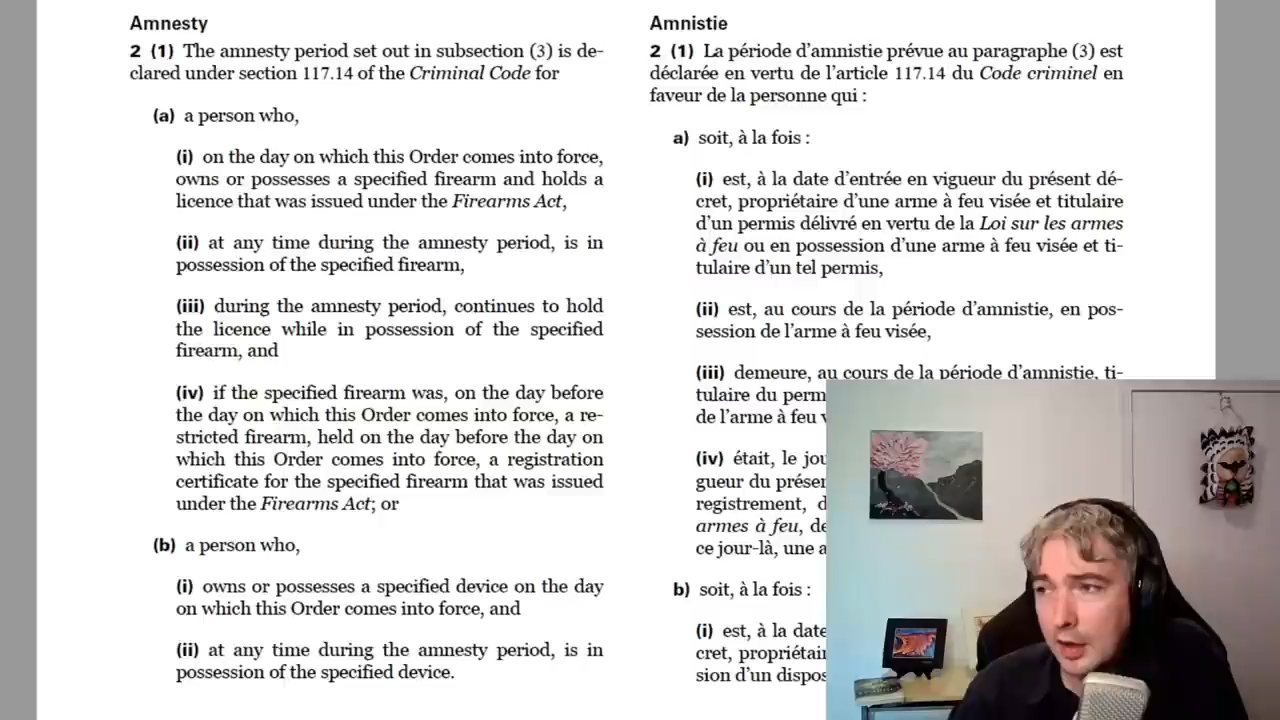 Amnesty
2 (1) The amnesty period set out in subsection (3) is de-
clared under section 117.14 of the Criminal Code for
(a) a person who,
(i) on the day on which this Order comes into force,
owns or possesses a specified firearm and holds a
licence that was issued under the Firearms Act,
(ii) at any time during the amnesty period, is in
possession of the specified firearm,
(iii) during the amnesty period, continues to hold
the licence while in possession of the specified
firearm, and
(iv) if the specified firearm was, on the day before
the day on which this Order comes into force, a re-
stricted firearm, held on the day before the day on
which this Order comes into force, a registration
certificate for the specified firearm that was issued
under the Firearms Act; or
(b) a person who,
(i) owns or possesses a specified device on the day
on which this Order comes into force, and
(ii) at any time during the amnesty period, is in
possession of the specified device.
Amnistie
2 (1) La période d'amnistie prévue au paragraphe (3) est
déclarée en vertu de l'article 117.14 du Code criminel en
faveur de la personne qui :
a) soit, à la fois :
(i) est, à la date d'entrée en vigueur du présent dé-
cret, propriétaire d'une arme à feu visée et titulaire
d'un permis délivré en vertu de la Loi sur les armes
à feu ou en possession d'une arme à feu visée et ti-
tulaire d'un tel permis,
(ii) est, au cours de la période d'amnistie, en pos-
session de l'arme à feu visée,
(iii) demeure, au cours de la période d'amnistie, ti-
tulaire du perm
de l'arme à feu v
(iv) était, le jou
gueur du présen
registrement, d
armes à feu, de
ce jour-là, une a
b) soit, à la fois :
(i) est, à la date
cret, propriétair
sion d'un dispos